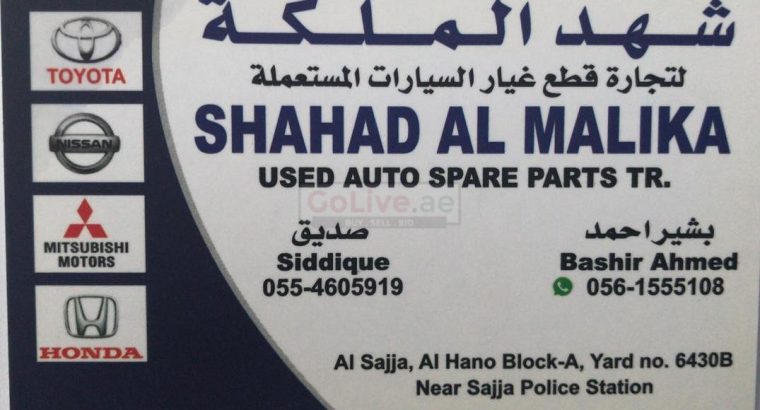 شهد الملكة
لتجارة قطع غيار السيارات المستعملة
SHAHAD AL MALIKA
USED AUTO SPARE PARTS TR.
GoLive.ae
BUY . SELL . BID
صديق
Siddique
055-4605919
بشير احمد
Bashir Ahmed
056-1555108
Al Sajja, Al Hano Block-A, Yard no. 6430B
Near Sajja Police Station
TOYOTA
NISSAN
MITSUBISHI
MOTORS
HONDA